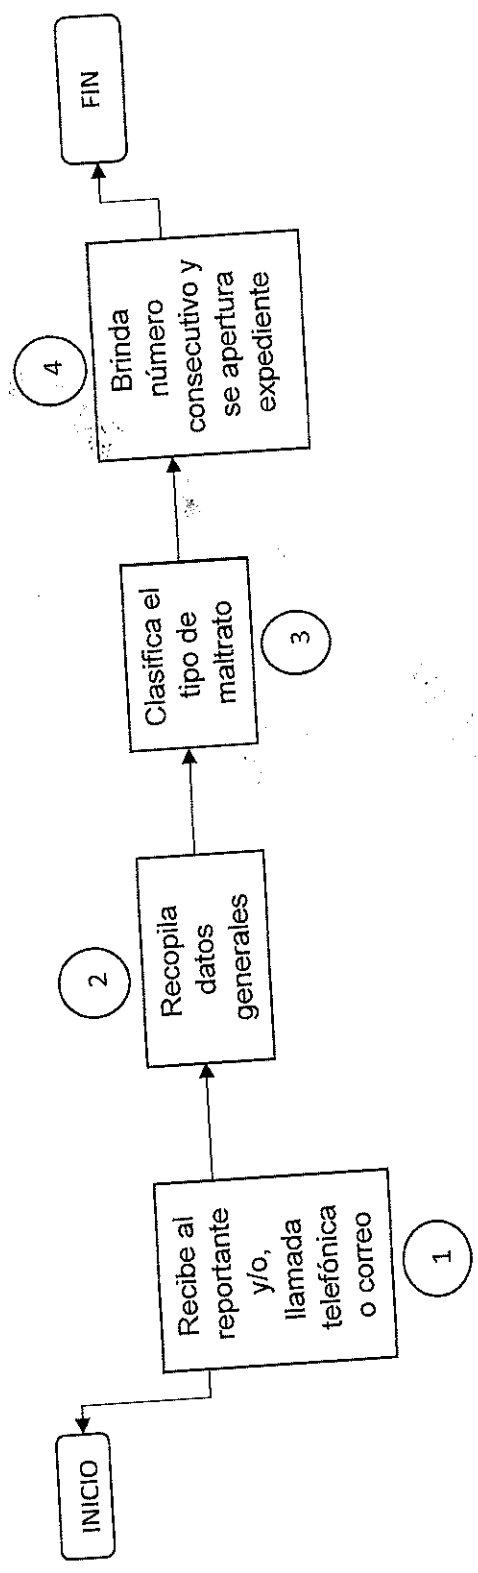 INICIO
Recibe al
reportante
y/o,
llamada
telefónica
o correo
1
2
Recopila
datos
generales
Clasifica el
tipo de
maltrato
3
4
Brinda
número
consecutivo y
se apertura
expediente
FIN